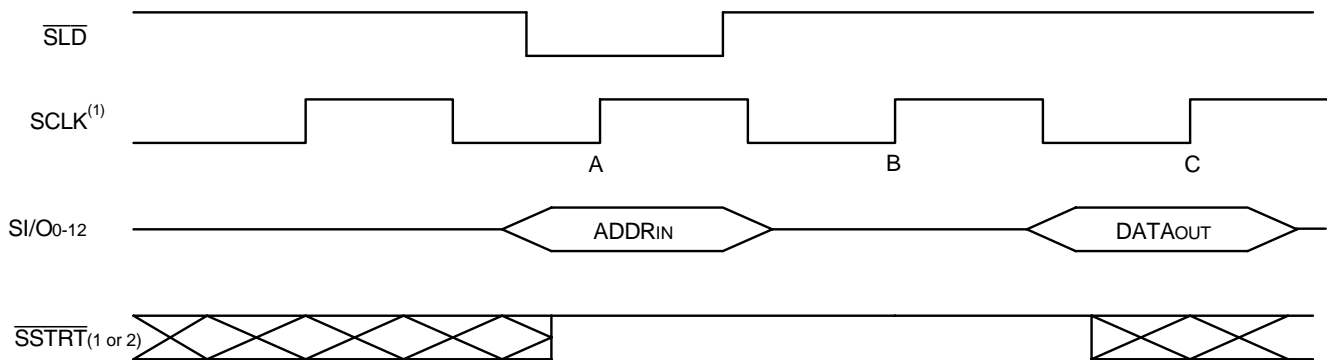 SLD
SCLK(1)
A B C
SI/O0-12 ADDRIN DATAOUT
SSTRT(1 or 2)